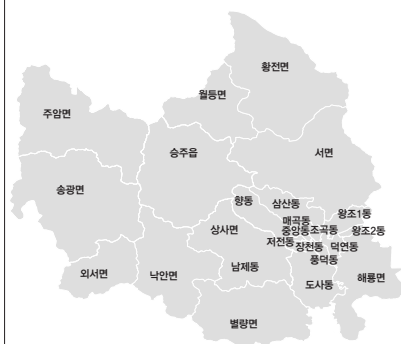 황전면
월등면
주암면
승주읍
서면
송광면
향동
삼산동
왕조1동
매곡동
상사면
중앙동
조곡동
왕조2동
저전동
장천동
덕연동
풍덕동
남제동
외서면
낙안면
해룡면
도사동
별량면